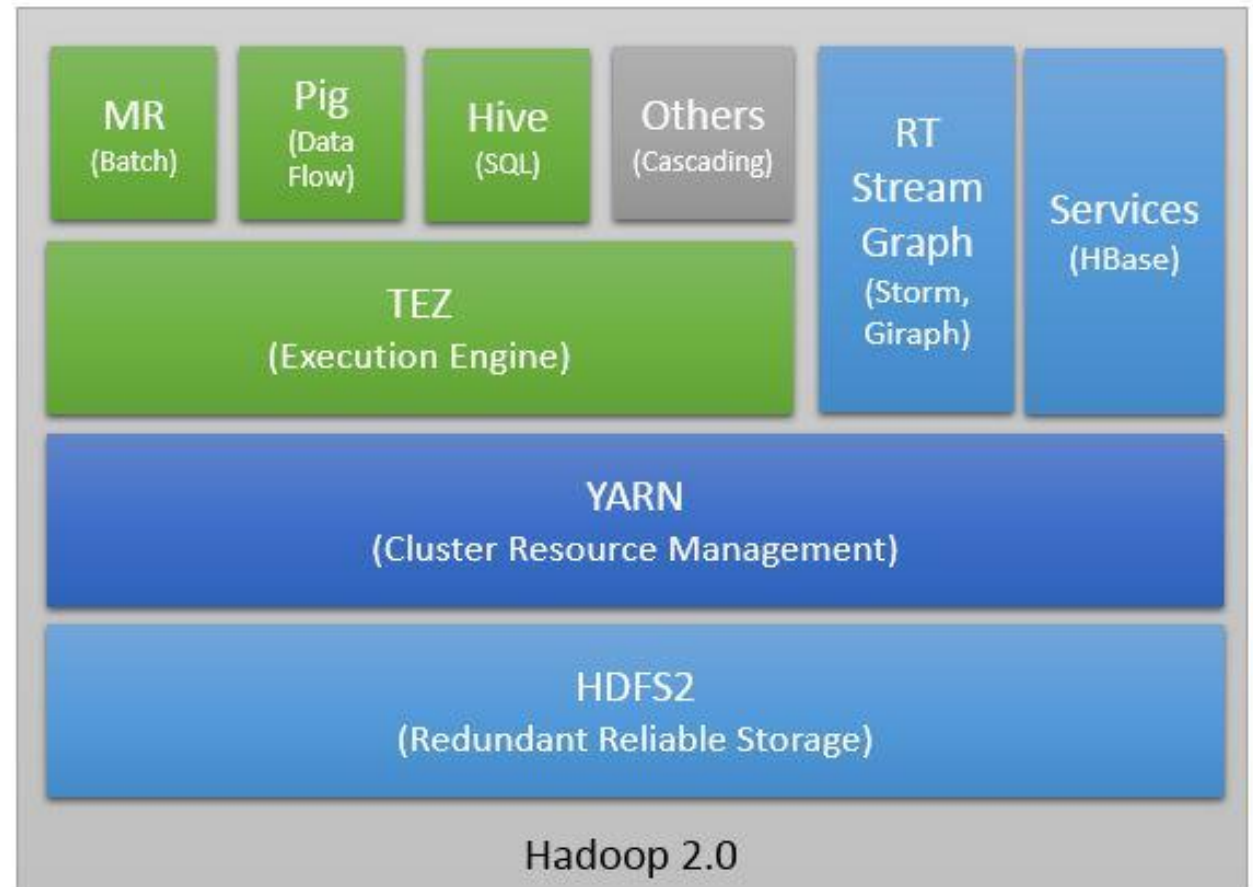 MR
(Batch)
Pig
(Data
Flow)
Hive
(SQL)
Others
(Cascading)
RT
Stream
Graph
(Storm,
Giraph)
Services
(HBase)
TEZ
(Execution Engine)
YARN
(Cluster Resource Management)
HDFS2
(Redundant Reliable Storage)
Hadoop 2.0